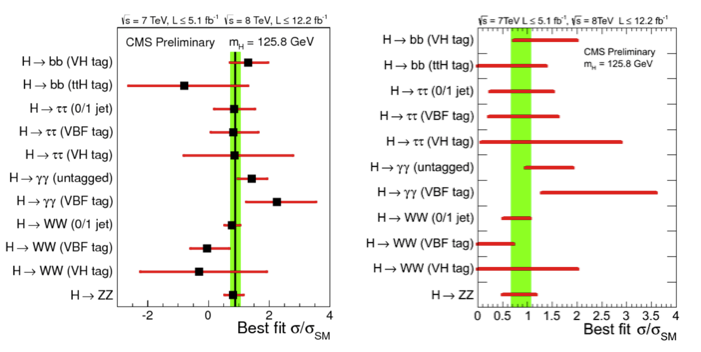 √s = 7 TeV, L ≤ 5.1 fb⁻¹ √s = 8 TeV, L ≤ 12.2 fb⁻¹
CMS Preliminary m_H = 125.8 GeV
H → bb (VH tag)
H → bb (ttH tag)
H → ττ (0/1 jet)
H → ττ (VBF tag)
H → ττ (VH tag)
H → γγ (untagged)
H → γγ (VBF tag)
H → WW (0/1 jet)
H → WW (VBF tag)
H → WW (VH tag)
H → ZZ
-2 0 2 4
Best fit σ/σ_SM
√s = 7TeV L ≤ 5.1 fb⁻¹, √s = 8TeV L ≤ 12.2 fb⁻¹
CMS Preliminary
m_H = 125.8 GeV
H → bb (VH tag)
H → bb (ttH tag)
H → ττ (0/1 jet)
H → ττ (VBF tag)
H → ττ (VH tag)
H → γγ (untagged)
H → γγ (VBF tag)
H → WW (0/1 jet)
H → WW (VBF tag)
H → WW (VH tag)
H → ZZ
0 0.5 1 1.5 2 2.5 3 3.5 4
Best fit σ/σ_SM